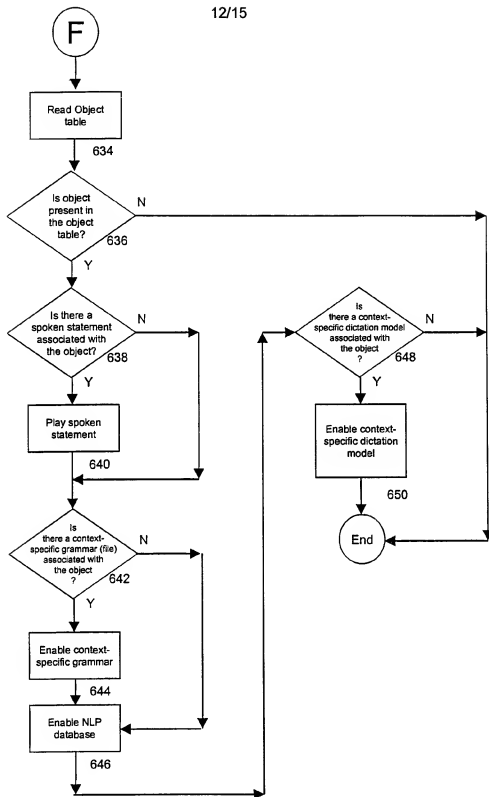 12/15
F
Read Object
table
634
Is object
present in
the object
table?
636
N
Y
Is there a
spoken statement
associated with
the object?
638
N
Y
Play spoken
statement
640
Is
there a context-
specific grammar (file)
associated with
the object
?
642
N
Y
Enable context-
specific grammar
644
Enable NLP
database
646
Is
there a context-
specific dictation model
associated with
the object
?
648
N
Y
Enable context-
specific dictation
model
650
End